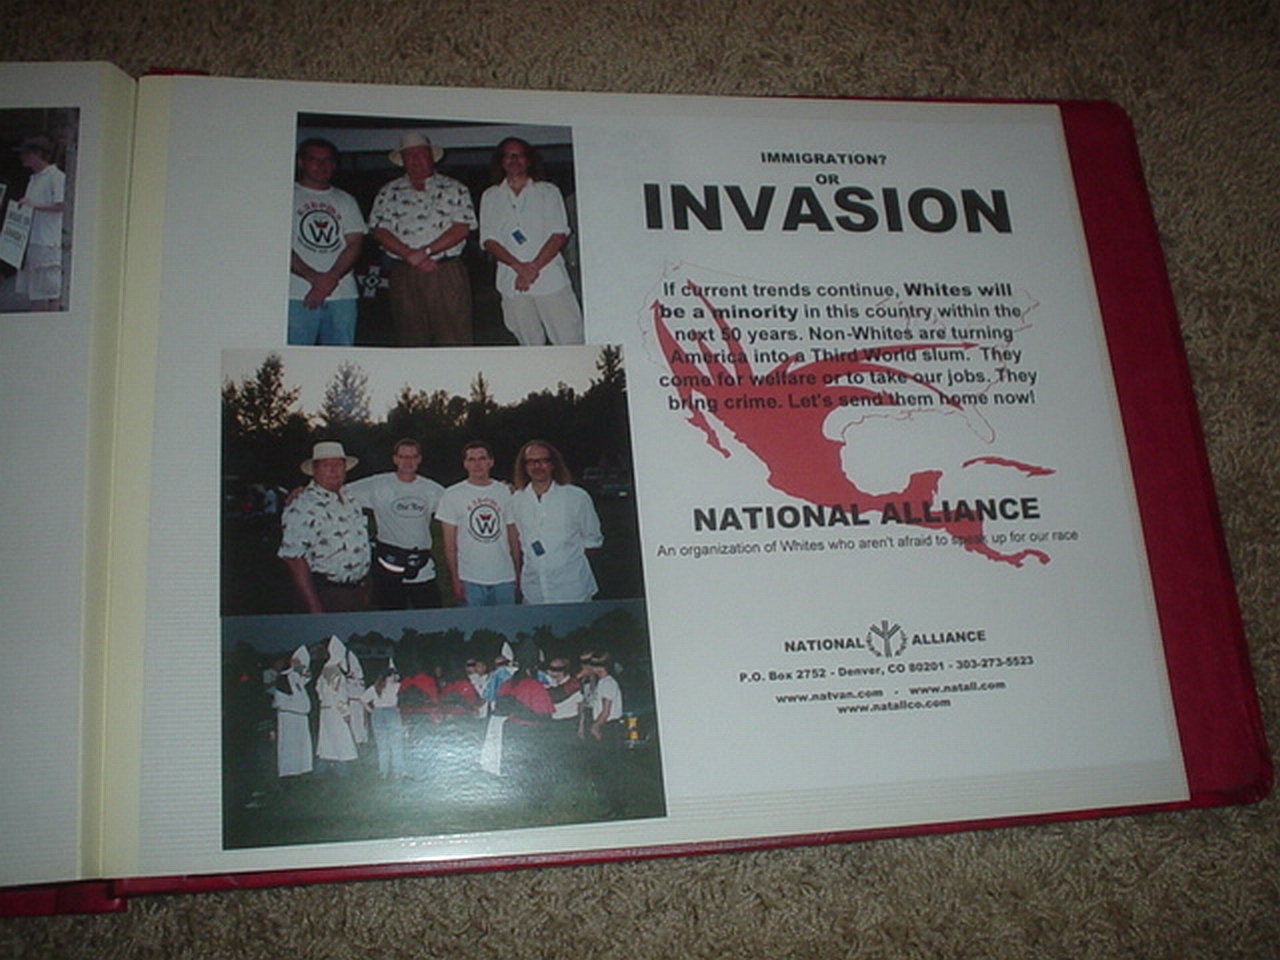 IMMIGRATION?
OR
INVASION
If current trends continue, Whites will
be a minority in this country within the
next 50 years. Non-Whites are turning
America into a Third World slum. They
come for welfare or to take our jobs. They
bring crime. Let's send them home now!
NATIONAL ALLIANCE
An organization of Whites who aren't afraid to speak up for our race
NATIONAL ALLIANCE
P.O. Box 2752 - Denver, CO 80201 - 303-273-5523
www.natvan.com - www.natall.com
www.natallco.com
W
W